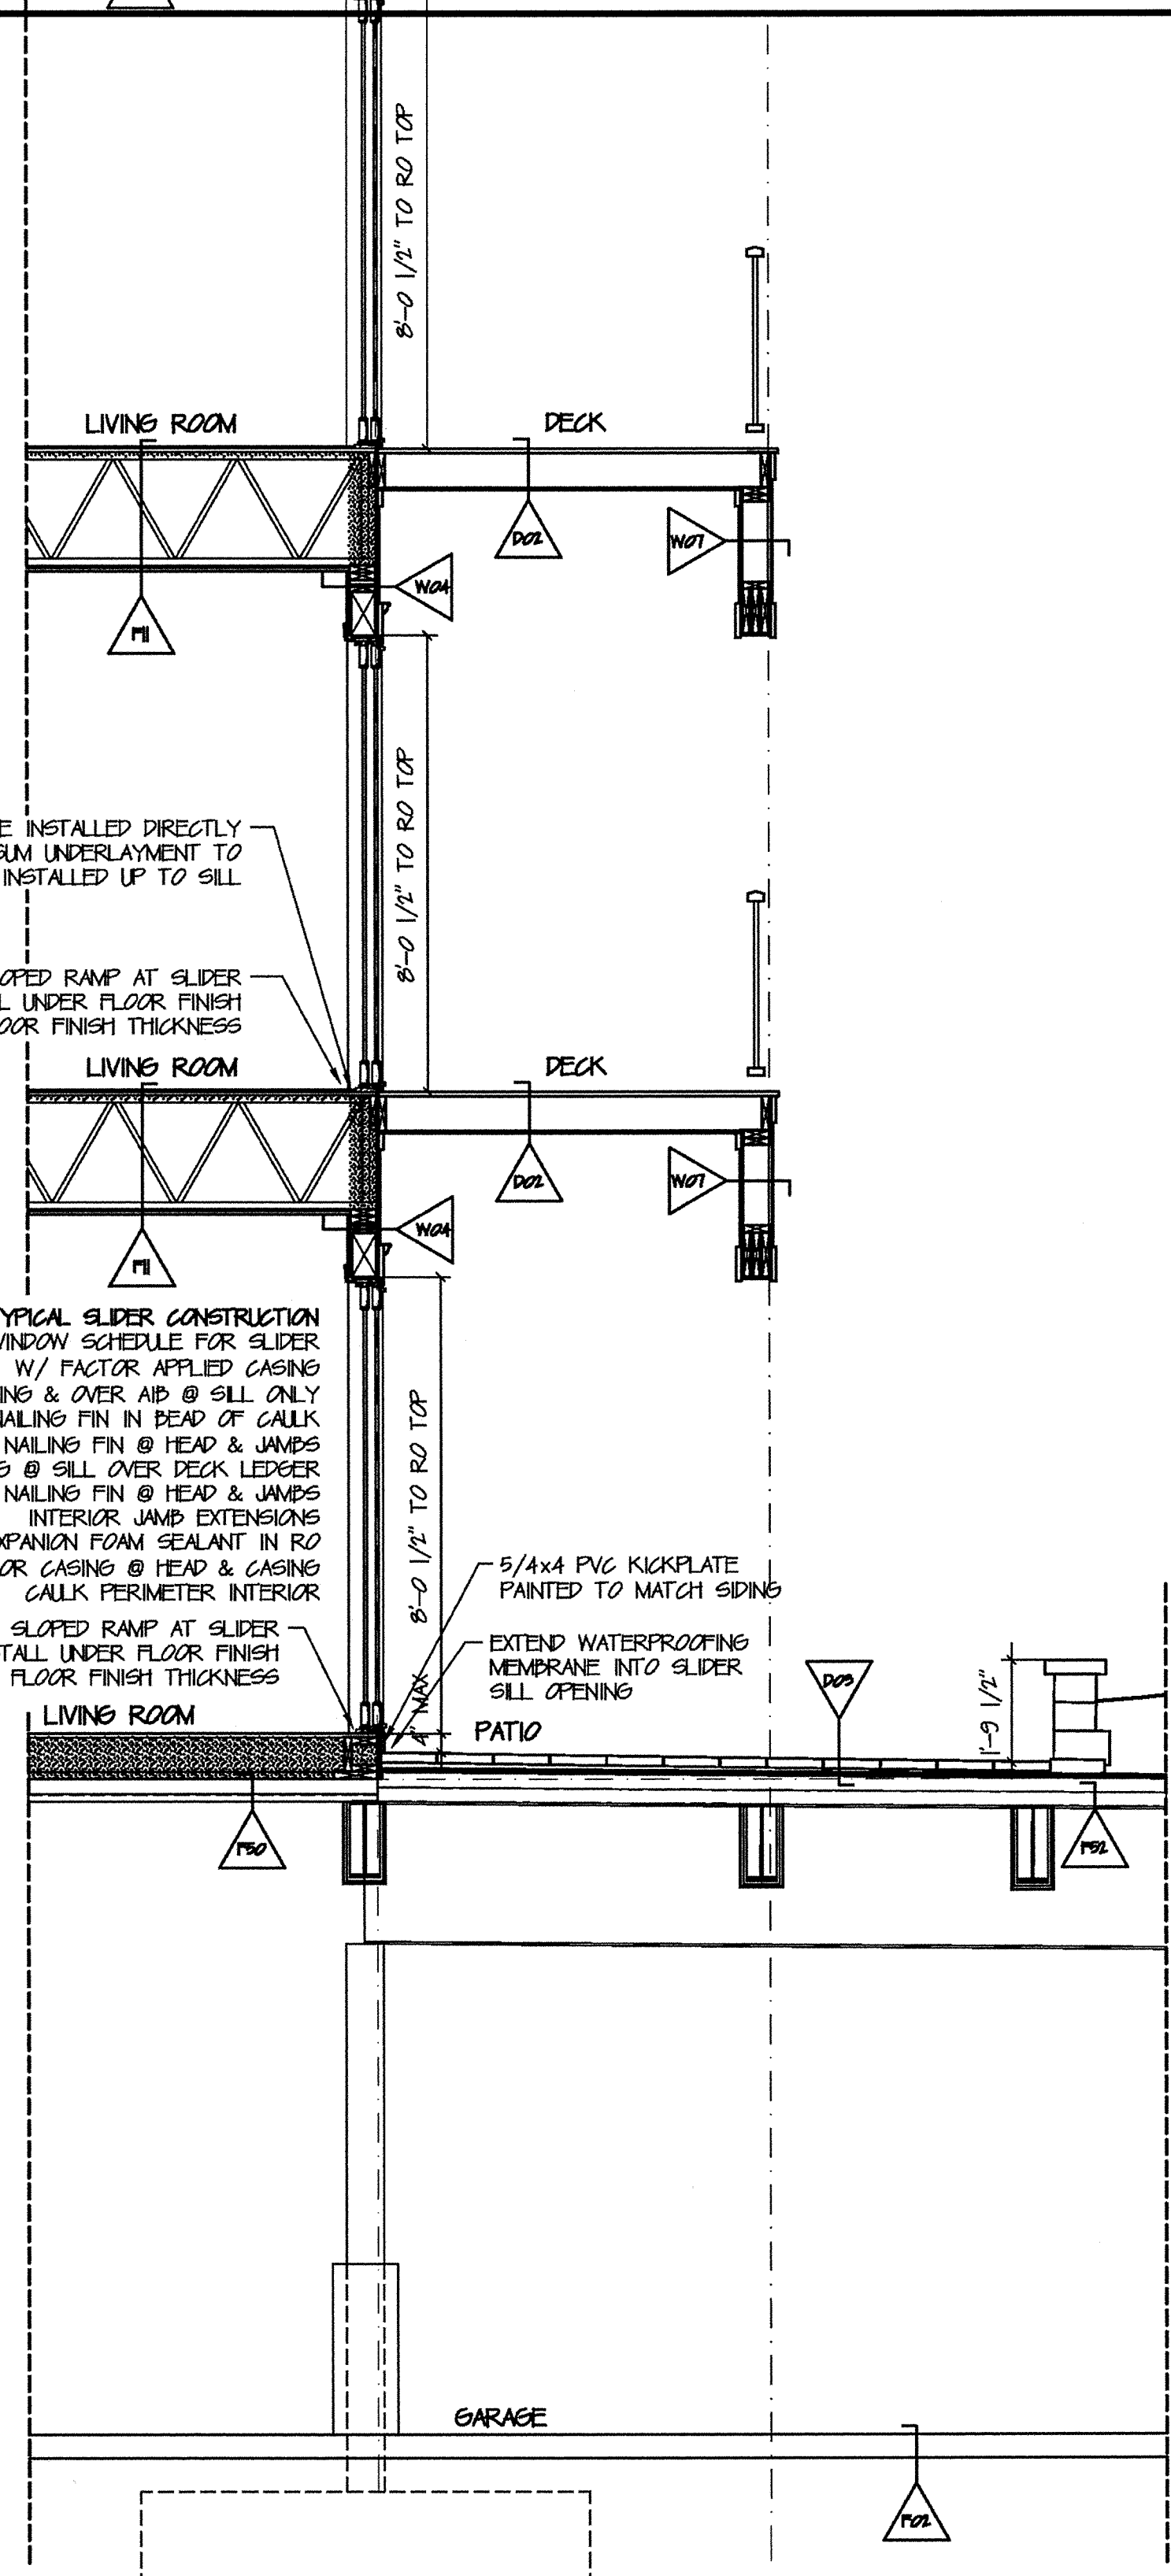 8'-0 1/2" TO RO TOP
LIVING ROOM
DECK
D02
W07
W04
F11
8'-0 1/2" TO RO TOP
E INSTALLED DIRECTLY
SUM UNDERLAYMENT TO
INSTALLED UP TO SILL
OPED RAMP AT SLIDER
L UNDER FLOOR FINISH
OOR FINISH THICKNESS
LIVING ROOM
DECK
D02
W07
W04
F11
YPICAL SLIDER CONSTRUCTION
VINDOW SCHEDULE FOR SLIDER
W/ FACTOR APPLIED CASING
ING & OVER AIB @ SILL ONLY
NAILING FIN IN BEAD OF CAULK
NAILING FIN @ HEAD & JAMBS
G @ SILL OVER DECK LEDGER
NAILING FIN @ HEAD & JAMBS
INTERIOR JAMB EXTENSIONS
XPANION FOAM SEALANT IN RO
OR CASING @ HEAD & CASING
CAULK PERIMETER INTERIOR
8'-0 1/2" TO RO TOP
5/4x4 PVC KICKPLATE
PAINTED TO MATCH SIDING
SLOPED RAMP AT SLIDER
TALL UNDER FLOOR FINISH
FLOOR FINISH THICKNESS
EXTEND WATERPROOFING
MEMBRANE INTO SLIDER
SILL OPENING
LIVING ROOM
4" MAX
PATIO
D03
1'-9 1/2"
F50
F52
GARAGE
F02